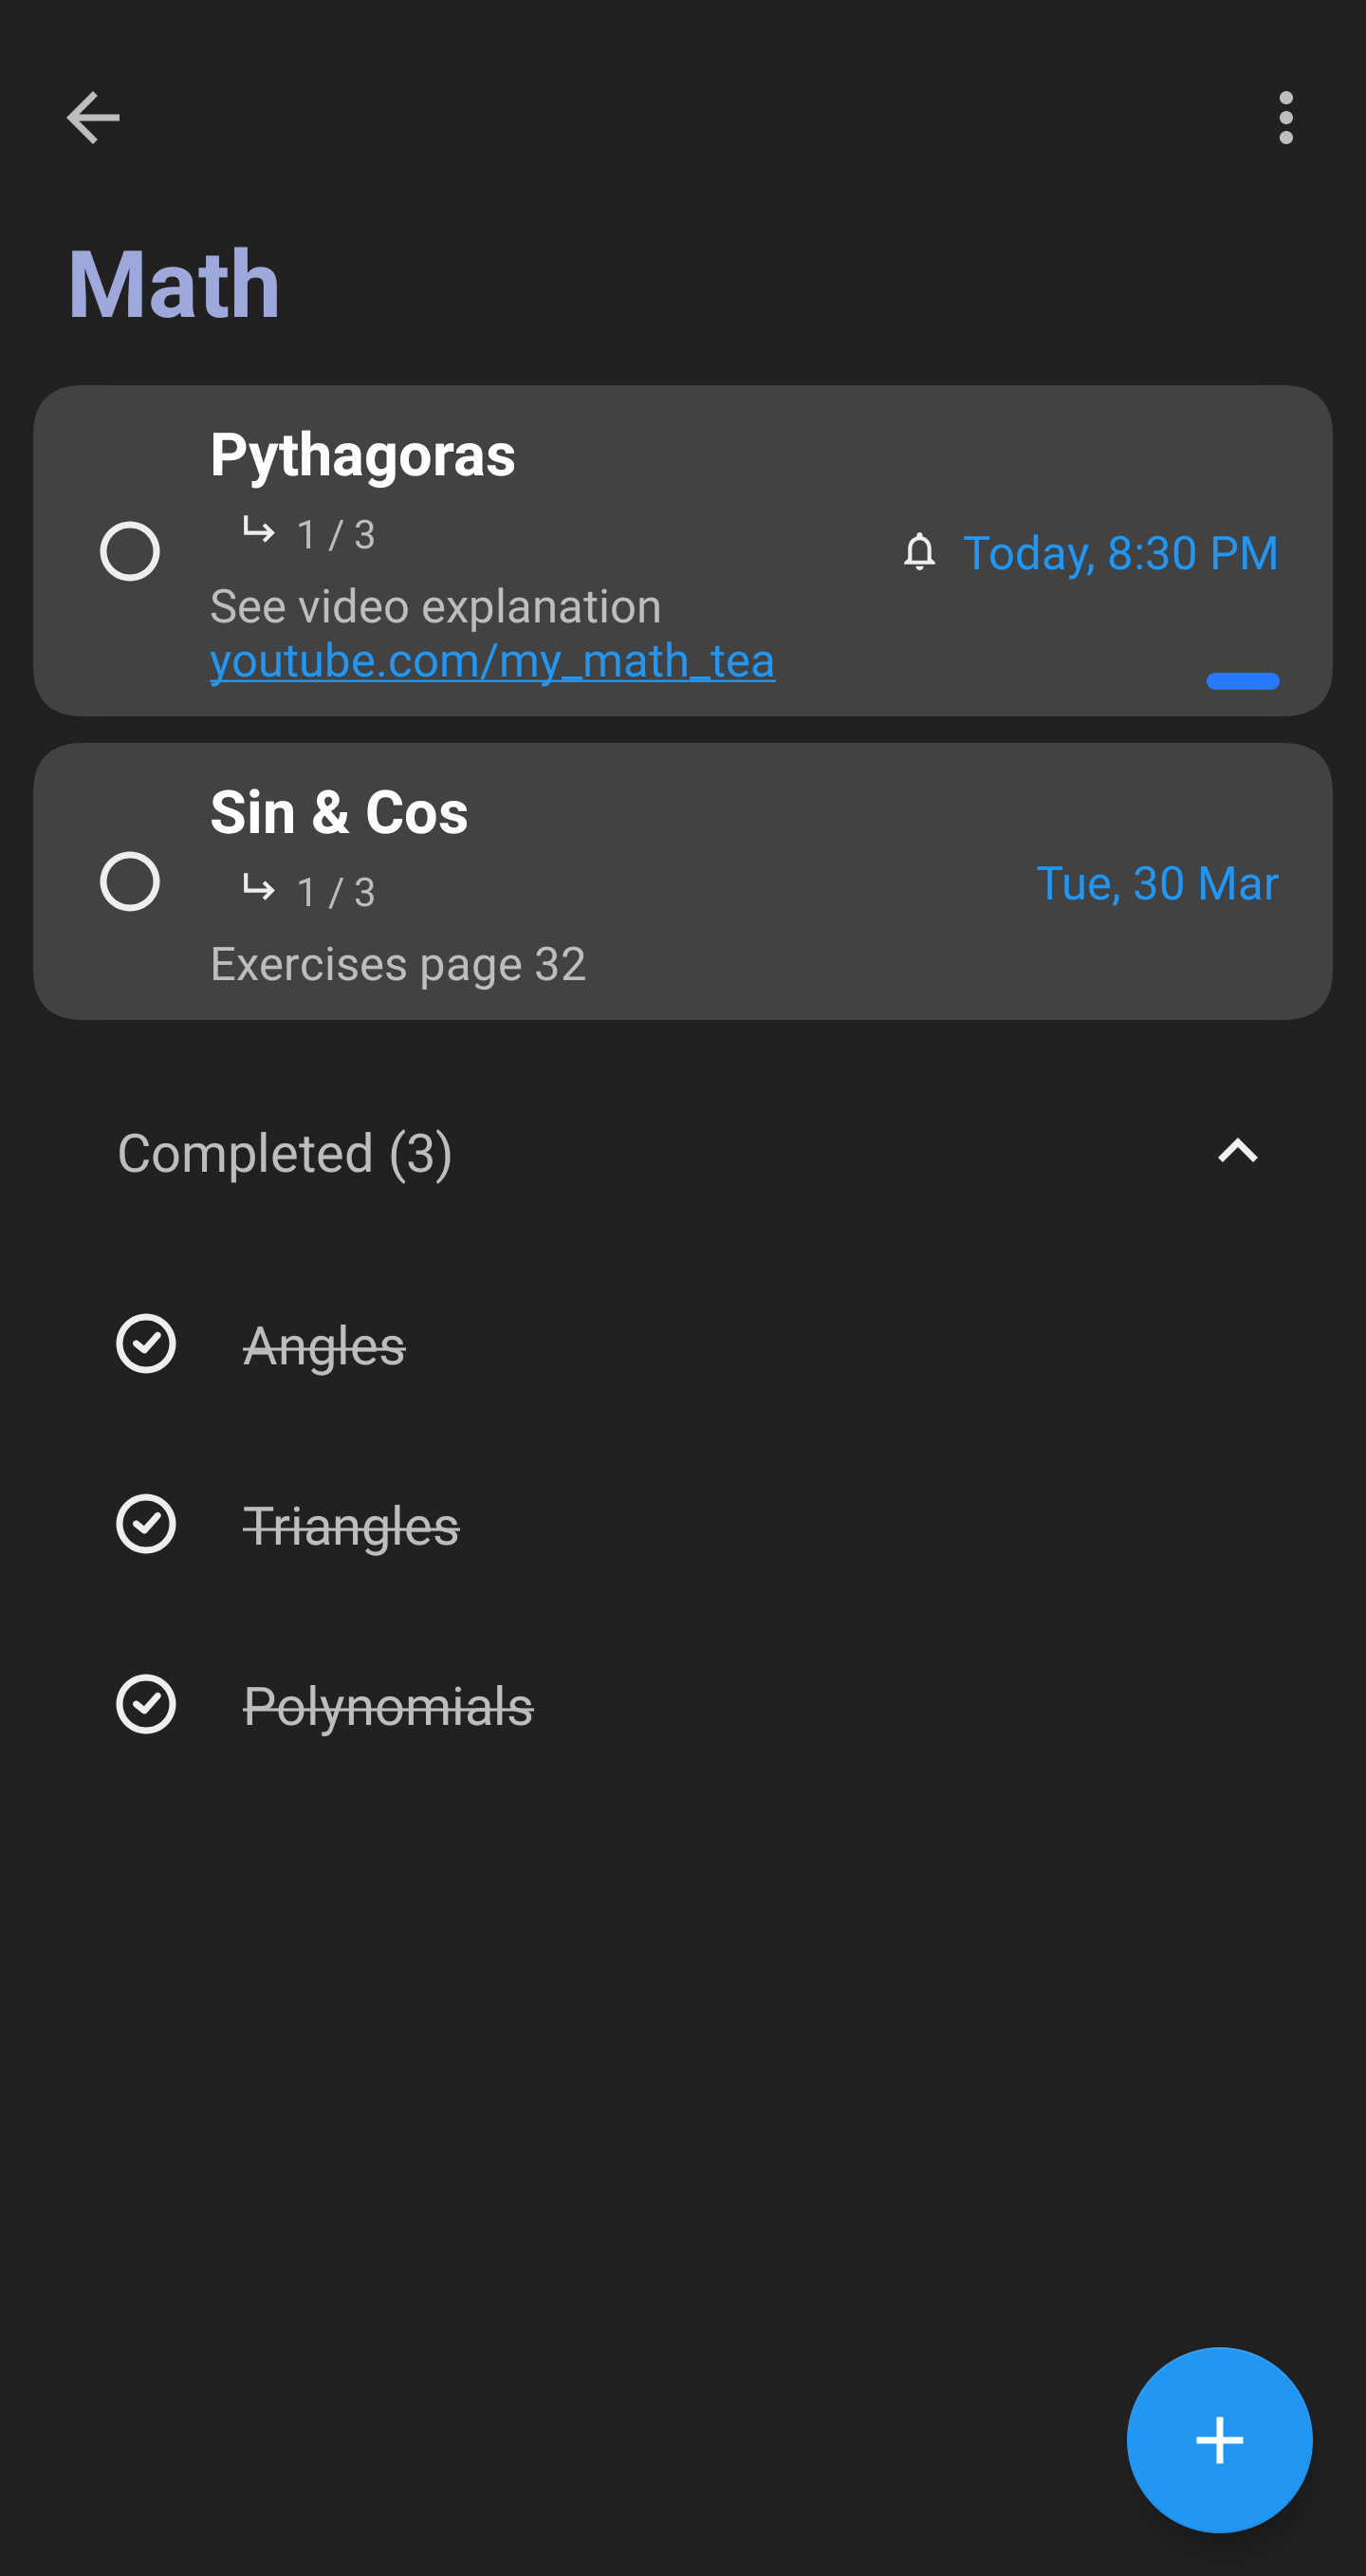 Math
Pythagoras
1 / 3
Today, 8:30 PM
See video explanation
youtube.com/my_math_tea
Sin & Cos
1 / 3
Tue, 30 Mar
Exercises page 32
Completed (3)
Angles
Triangles
Polynomials